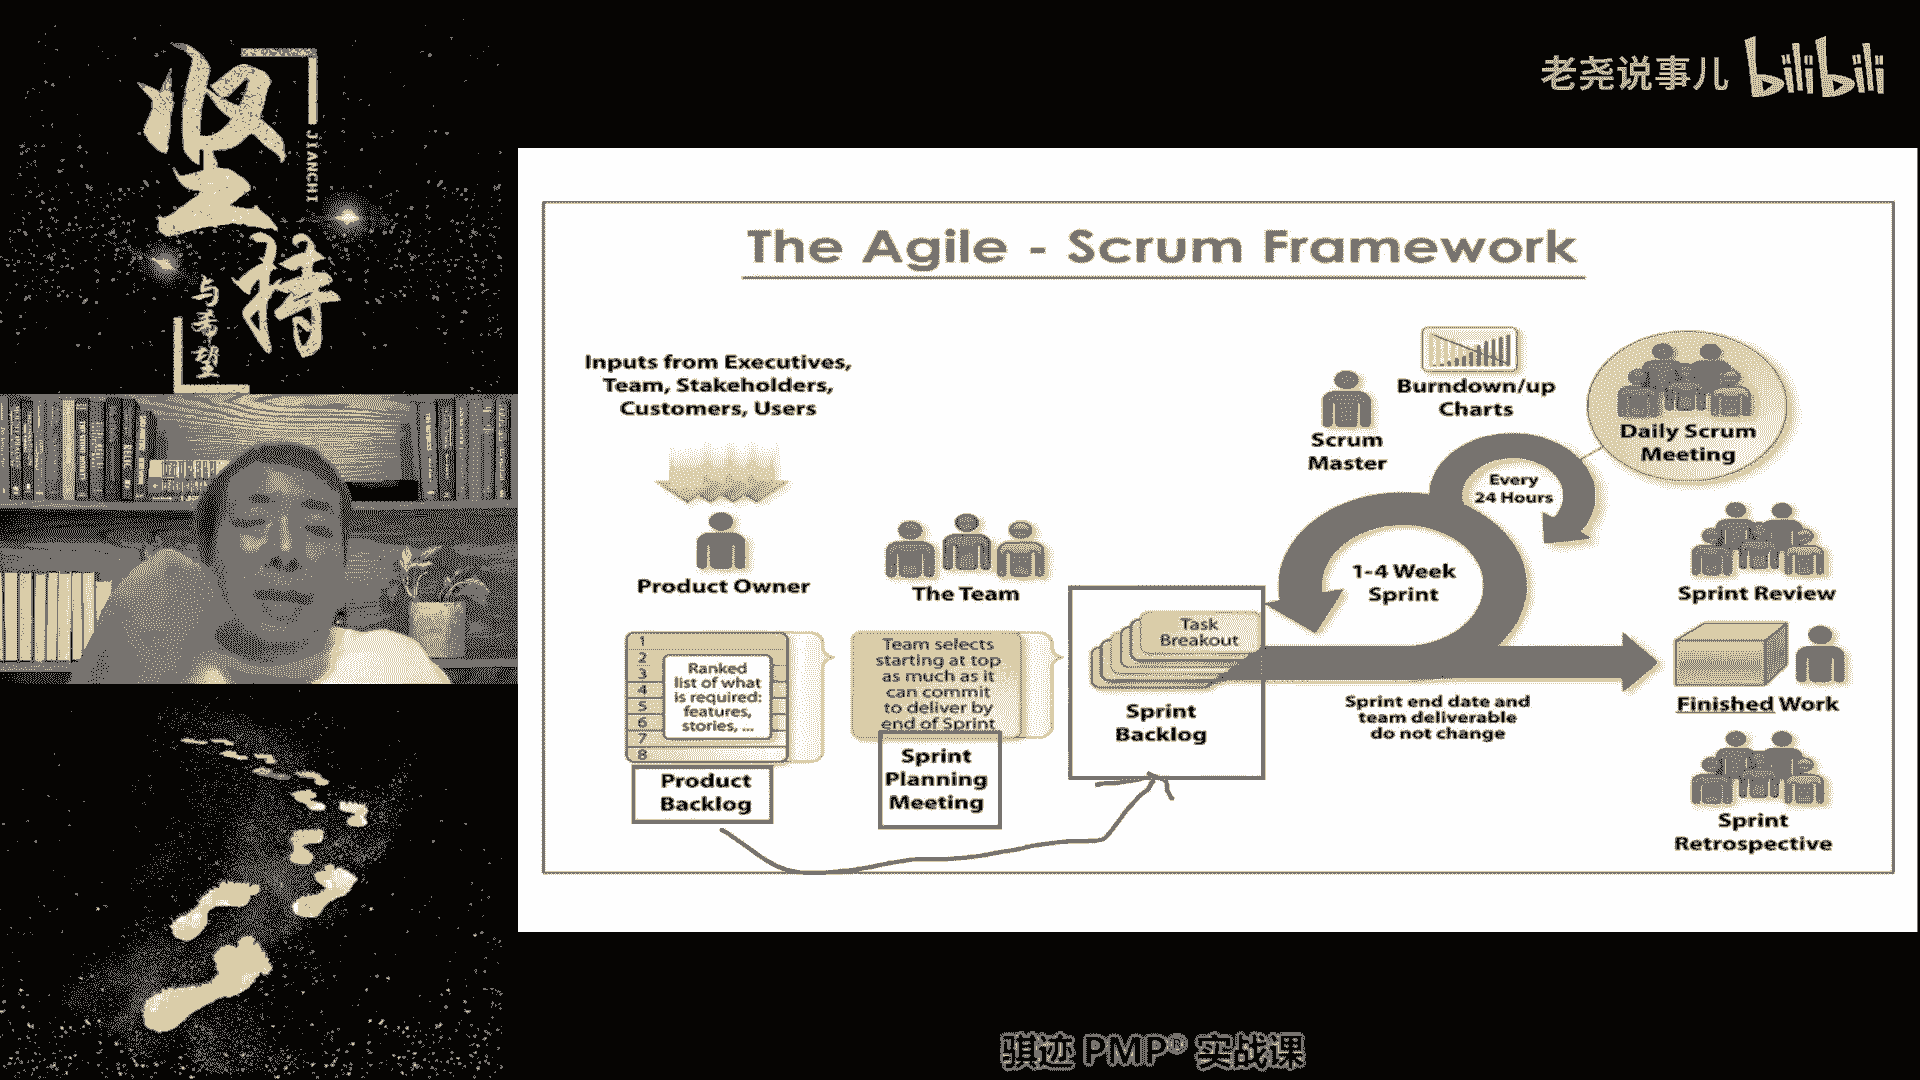 坚持
JIANCHI
与希望
老尧说事儿 bilibili
The Agile - Scrum Framework
Inputs from Executives,
Team, Stakeholders,
Customers, Users
Product Owner
The Team
1
2
3
4
5
6
7
8
Ranked
list of what
is required:
features,
stories, ...
Product
Backlog
Team selects
starting at top
as much as it
can commit
to deliver by
end of Sprint
Sprint
Planning
Meeting
Task
Breakout
Sprint
Backlog
Scrum
Master
Burndown/up
Charts
Every
24 Hours
Daily Scrum
Meeting
1-4 Week
Sprint
Sprint end date and
team deliverable
do not change
Sprint Review
Finished Work
Sprint
Retrospective
骐迹 PMP® 实战课